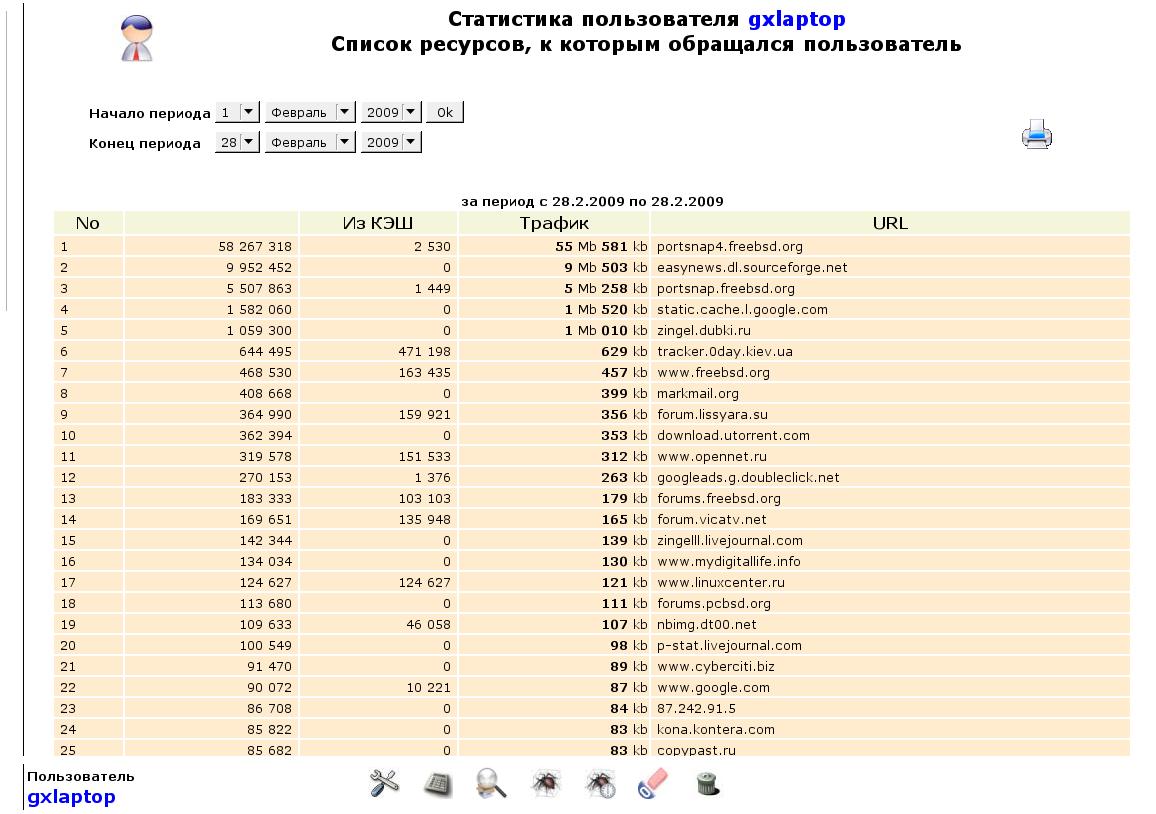 Статистика пользователя gxlaptop
Список ресурсов, к которым обращался пользователь
Начало периода 1 Февраль 2009 Ok
Конец периода 28 Февраль 2009
за период с 28.2.2009 по 28.2.2009
No Из КЭШ Трафик URL
1 58 267 318 2 530 55 Mb 581 kb portsnap4.freebsd.org
2 9 952 452 0 9 Mb 503 kb easynews.dl.sourceforge.net
3 5 507 863 1 449 5 Mb 258 kb portsnap.freebsd.org
4 1 582 060 0 1 Mb 520 kb static.cache.l.google.com
5 1 059 300 0 1 Mb 010 kb zingel.dubki.ru
6 644 495 471 198 629 kb tracker.0day.kiev.ua
7 468 530 163 435 457 kb www.freebsd.org
8 408 668 0 399 kb markmail.org
9 364 990 159 921 356 kb forum.lissyara.su
10 362 394 0 353 kb download.utorrent.com
11 319 578 151 533 312 kb www.opennet.ru
12 270 153 1 376 263 kb googleads.g.doubleclick.net
13 183 333 103 103 179 kb forums.freebsd.org
14 169 651 135 948 165 kb forum.vicatv.net
15 142 344 0 139 kb zingelll.livejournal.com
16 134 034 0 130 kb www.mydigitallife.info
17 124 627 124 627 121 kb www.linuxcenter.ru
18 113 680 0 111 kb forums.pcbsd.org
19 109 633 46 058 107 kb nbimg.dt00.net
20 100 549 0 98 kb p-stat.livejournal.com
21 91 470 0 89 kb www.cyberciti.biz
22 90 072 10 221 87 kb www.google.com
23 86 708 0 84 kb 87.242.91.5
24 85 822 0 83 kb kona.kontera.com
25 85 682 0 83 kb copypast.ru
Пользователь
gxlaptop